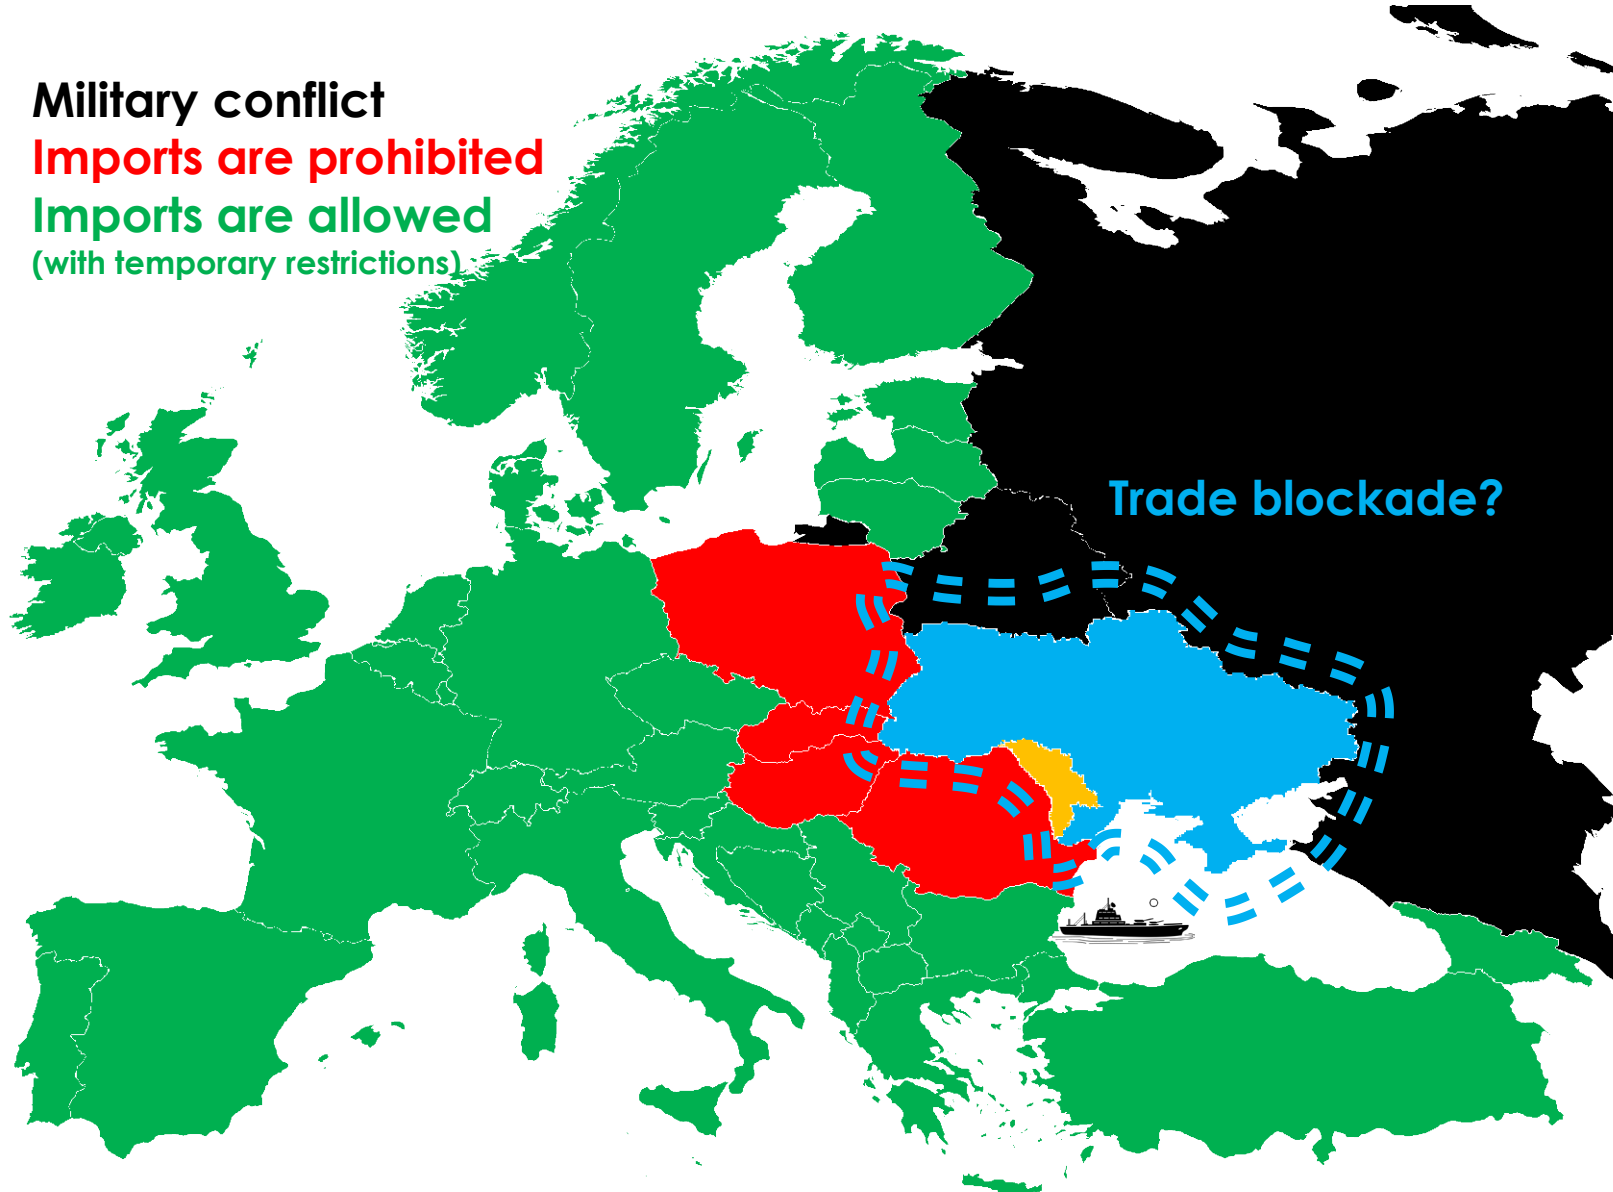 Military conflict
Imports are prohibited
Imports are allowed
(with temporary restrictions)
Trade blockade?